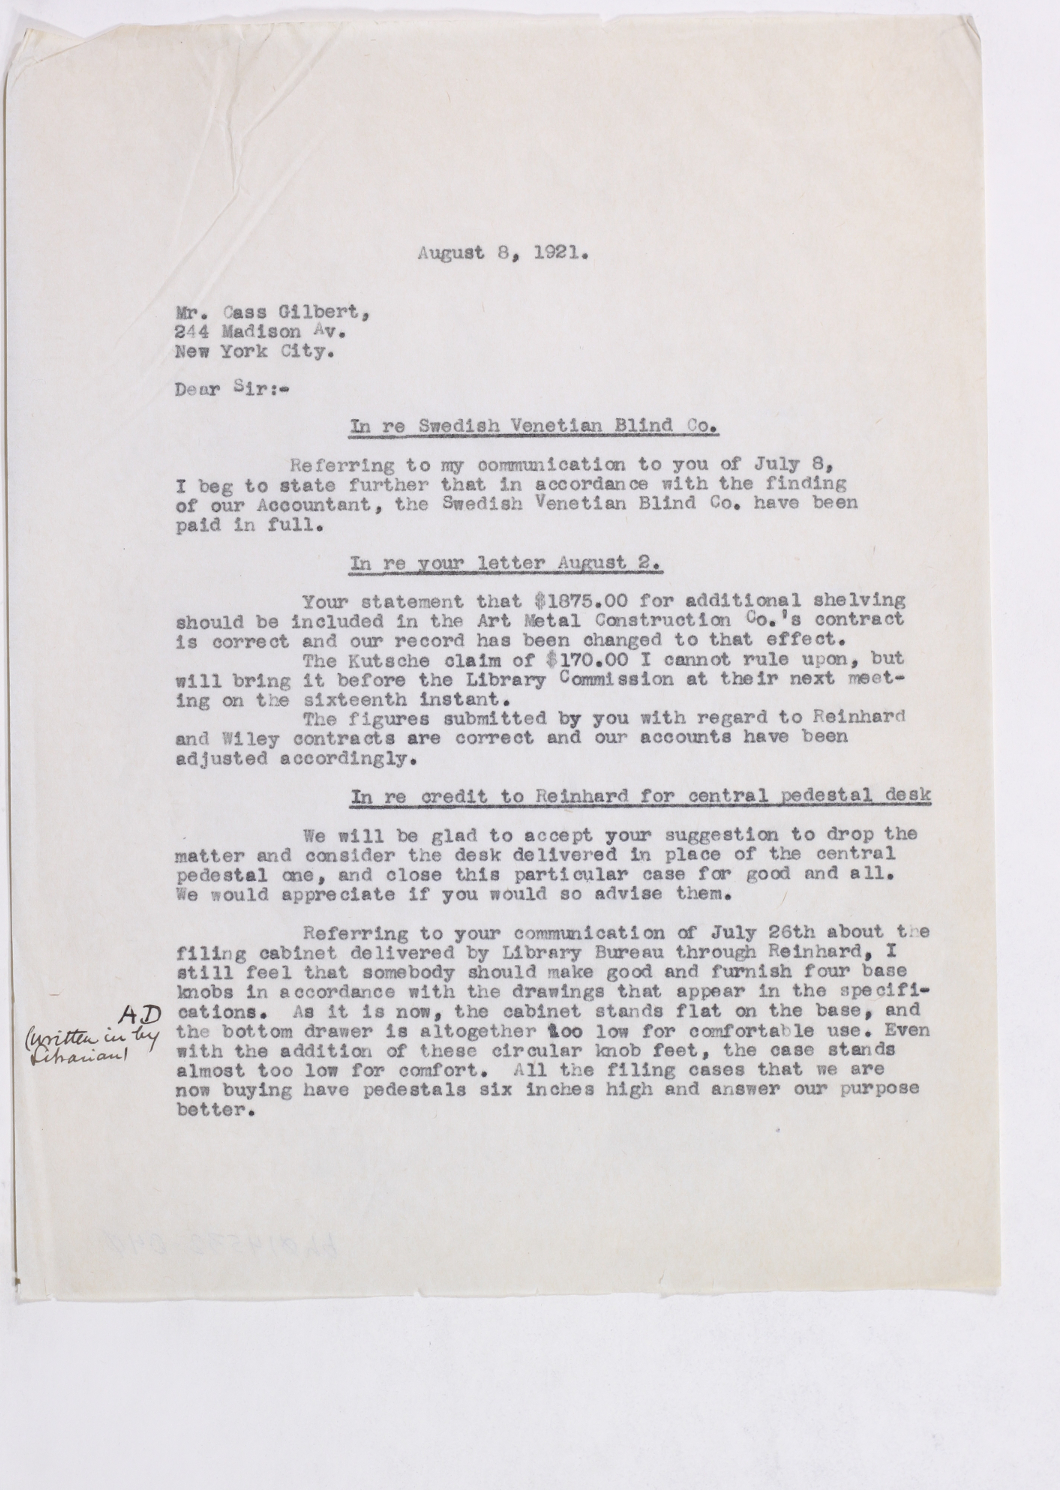 August 8, 1921.
Mr. Cass Gilbert,
244 Madison Av.
New York City.
Dear Sir:-
In re Swedish Venetian Blind Co.
Referring to my communication to you of July 8,
I beg to state further that in accordance with the finding
of our Accountant, the Swedish Venetian Blind Co. have been
paid in full.
In re your letter August 2.
Your statement that $1875.00 for additional shelving
should be included in the Art Metal Construction Co.'s contract
is correct and our record has been changed to that effect.
The Kutsche claim of $170.00 I cannot rule upon, but
will bring it before the Library Commission at their next meet-
ing on the sixteenth instant.
The figures submitted by you with regard to Reinhard
and Wiley contracts are correct and our accounts have been
adjusted accordingly.
In re credit to Reinhard for central pedestal desk
We will be glad to accept your suggestion to drop the
matter and consider the desk delivered in place of the central
pedestal one, and close this particular case for good and all.
We would appreciate if you would so advise them.
Referring to your communication of July 26th about the
filing cabinet delivered by Library Bureau through Reinhard, I
still feel that somebody should make good and furnish four base
knobs in accordance with the drawings that appear in the specifi-
cations. As it is now, the cabinet stands flat on the base, and
the bottom drawer is altogether too low for comfortable use. Even
with the addition of these circular knob feet, the case stands
almost too low for comfort. All the filing cases that we are
now buying have pedestals six inches high and answer our purpose
better.
AD
(written in by
Librarian)